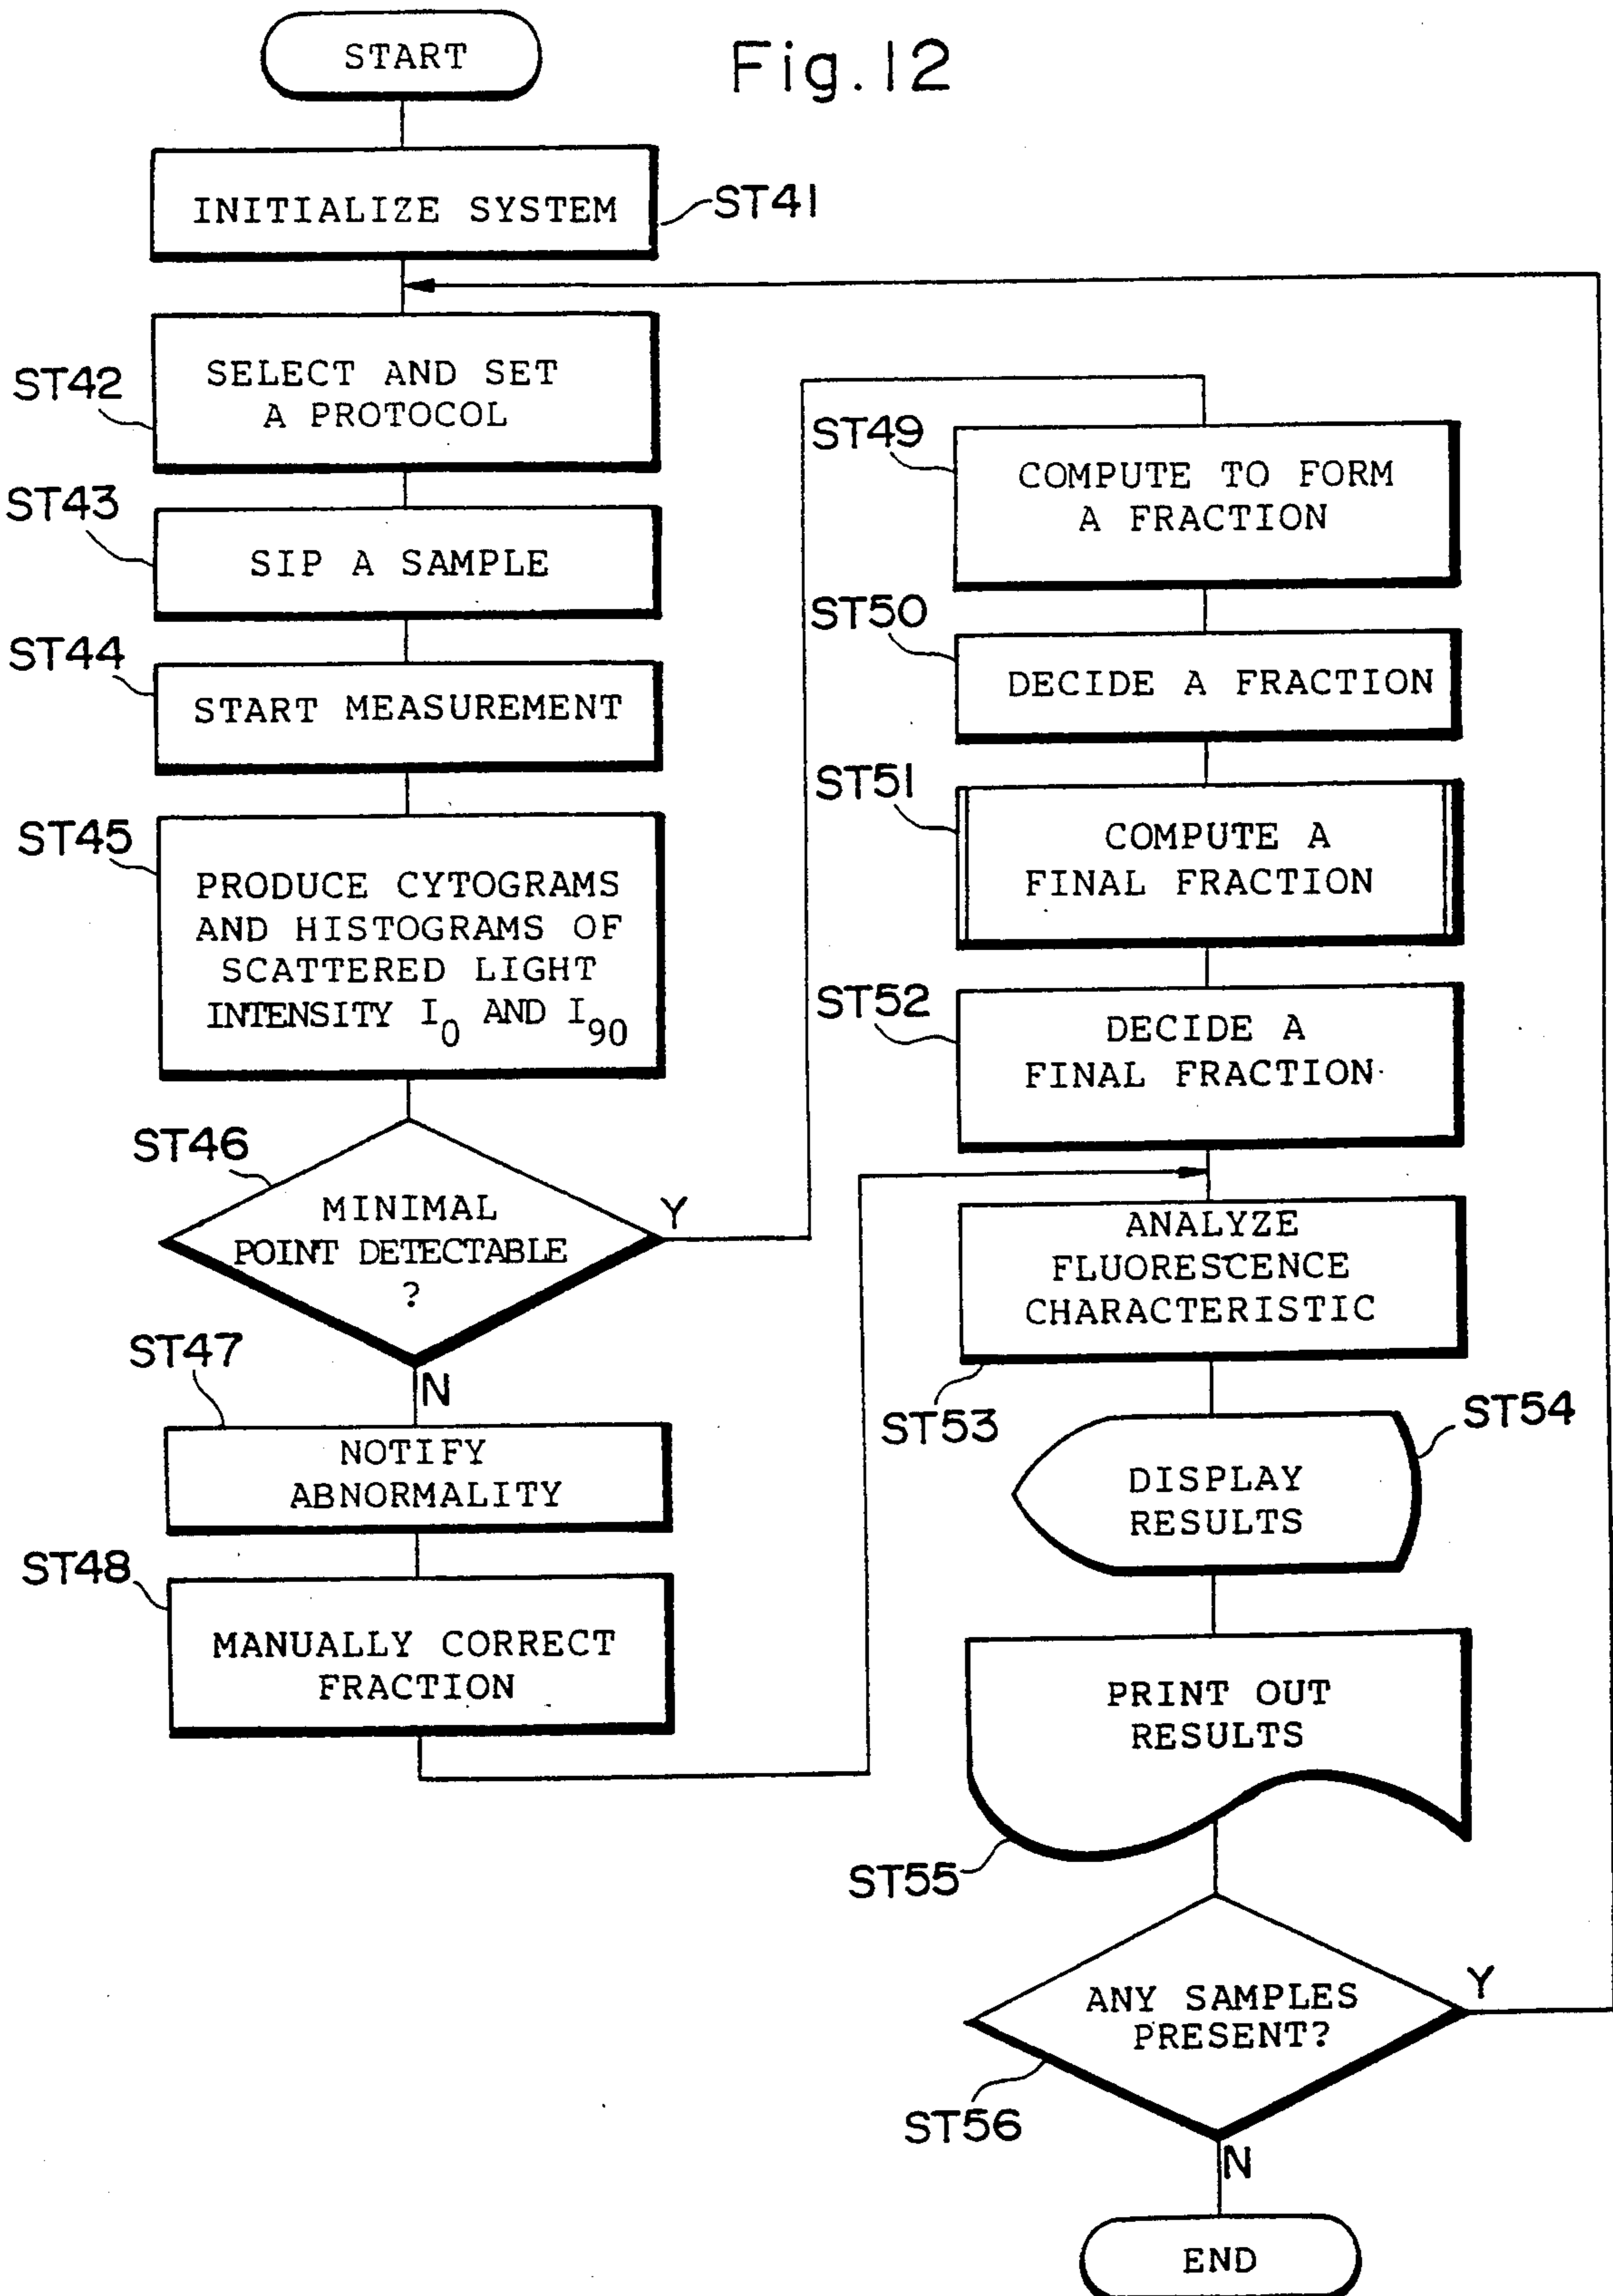 Fig.12
START
INITIALIZE SYSTEM
ST41
ST42
SELECT AND SET
A PROTOCOL
ST43
SIP A SAMPLE
ST44
START MEASUREMENT
ST45
PRODUCE CYTOGRAMS
AND HISTOGRAMS OF
SCATTERED LIGHT
INTENSITY I0 AND I90
ST46
MINIMAL
POINT DETECTABLE
?
Y
N
ST47
NOTIFY
ABNORMALITY
ST48
MANUALLY CORRECT
FRACTION
ST49
COMPUTE TO FORM
A FRACTION
ST50
DECIDE A FRACTION
ST51
COMPUTE A
FINAL FRACTION
ST52
DECIDE A
FINAL FRACTION
ANALYZE
FLUORESCENCE
CHARACTERISTIC
ST53
ST54
DISPLAY
RESULTS
PRINT OUT
RESULTS
ST55
ANY SAMPLES
PRESENT?
Y
ST56
N
END